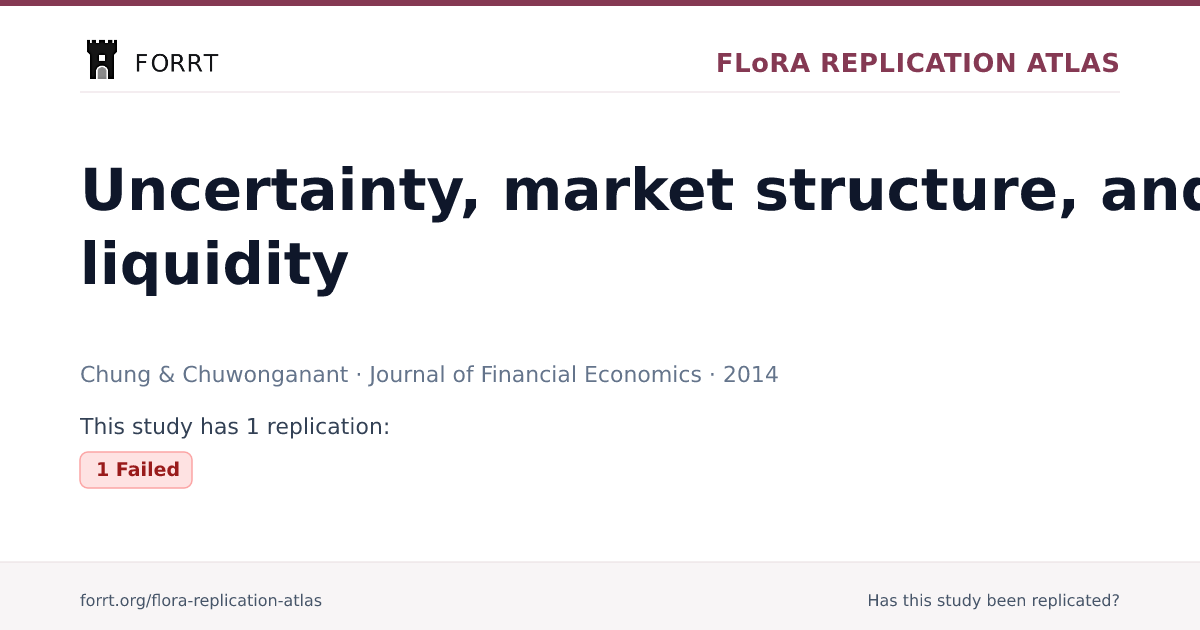 FORRT
FLoRA REPLICATION ATLAS
Uncertainty, market structure, and
liquidity
Chung & Chuwonganant · Journal of Financial Economics · 2014
This study has 1 replication:
1 Failed
forrt.org/flora-replication-atlas
Has this study been replicated?